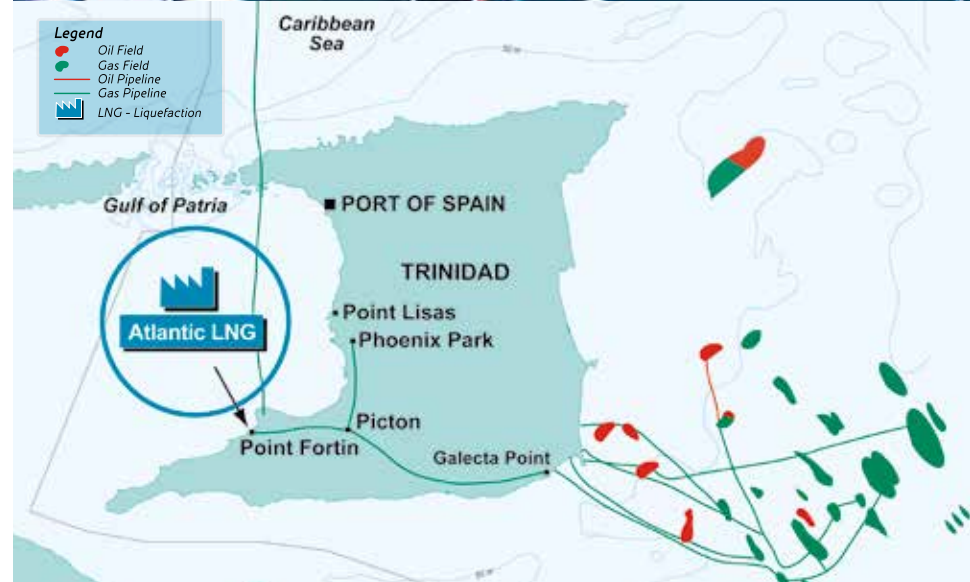 Legend
Oil Field
Gas Field
Oil Pipeline
Gas Pipeline
LNG - Liquefaction
Caribbean
Sea
Gulf of Patria
PORT OF SPAIN
TRINIDAD
Atlantic LNG
Point Lisas
Phoenix Park
Picton
Point Fortin
Galecta Point